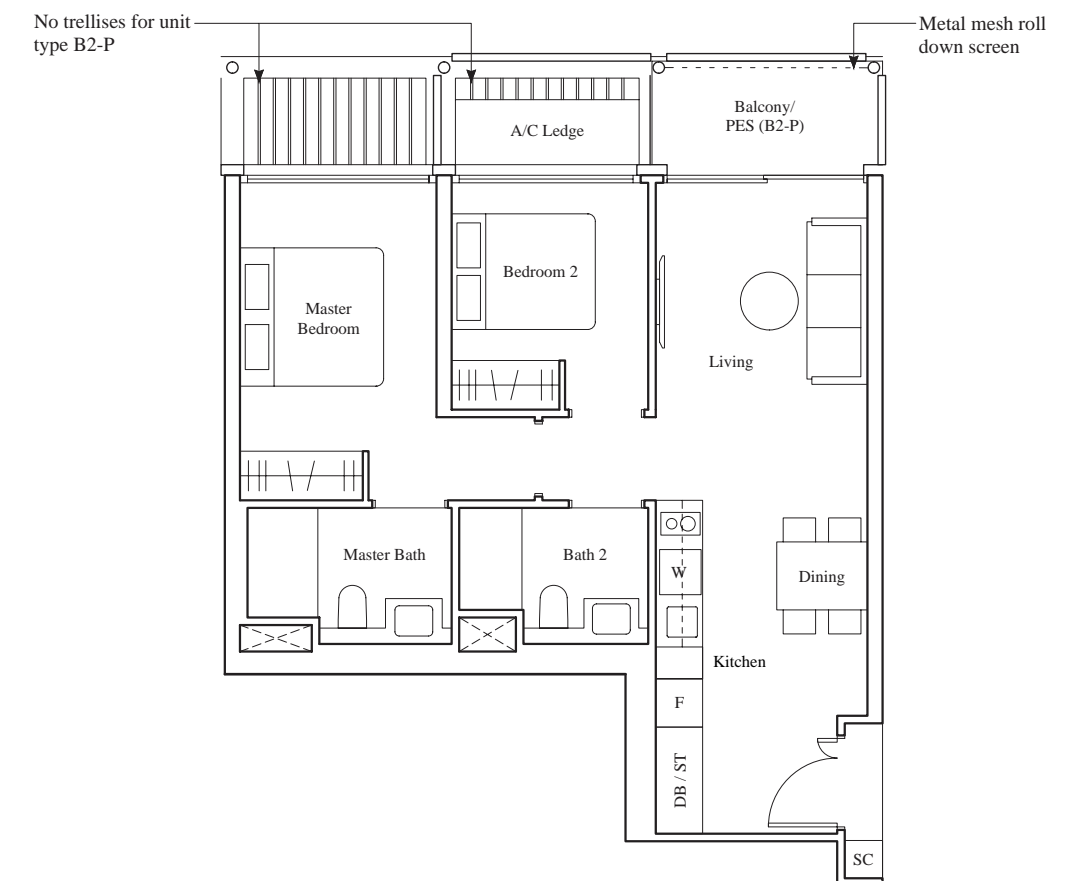 No trellises for unit
type B2-P
Metal mesh roll
down screen
Balcony/
PES (B2-P)
A/C Ledge
Bedroom 2
Master
Bedroom
Living
Master Bath
Bath 2
W
Dining
Kitchen
F
DB / ST
SC